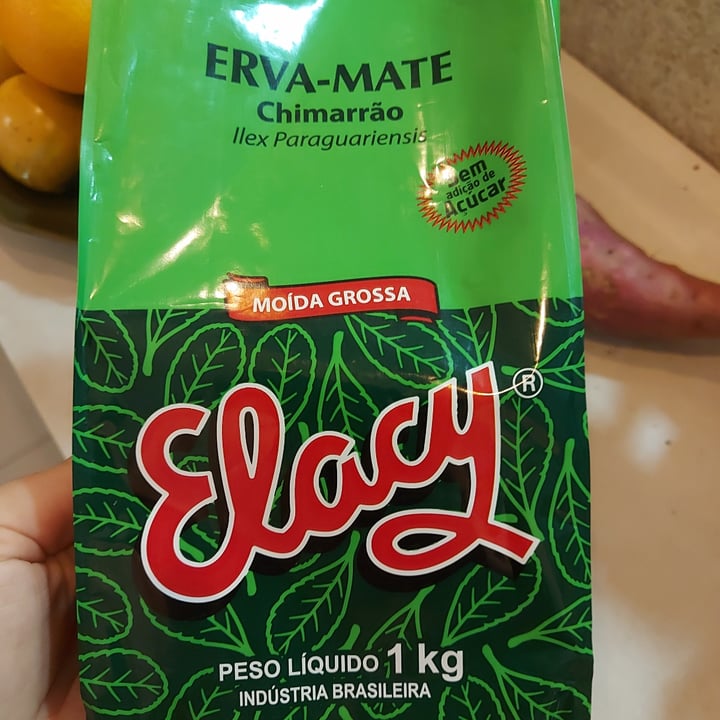 ERVA-MATE
Chimarrão
Ilex Paraguariensis
Sem
adição de
Açúcar
MOÍDA GROSSA
Elacy®
PESO LÍQUIDO 1 kg
INDÚSTRIA BRASILEIRA